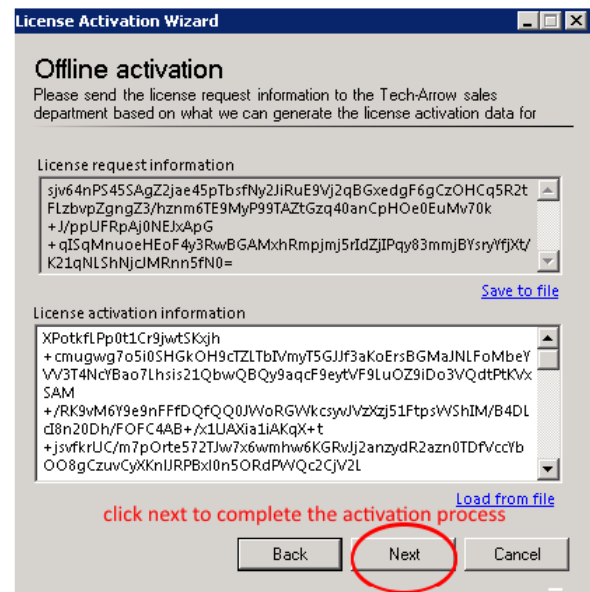 License Activation Wizard
Offline activation
Please send the license request information to the Tech-Arrow sales
department based on what we can generate the license activation data for
License request information
sjv64nPS45SAgZ2jae45pTbsfNy2JiRuE9Vj2qBGxedgF6gCzOHCq5R2t
FLzbvpZgngZ3/hznm6TE9MyP99TAZtGzq40anCpHOe0EuMv70k
+J/ppUFRpAj0NEJxApG
+qISqMnuoeHEoF4y3RwBGAMxhRmpjmj5rIdZjIPqy83mmjBYsryYfjXt/
K21qNLShNjcJMRnn5fN0=
Save to file
License activation information
XPotkfLPp0t1Cr9jwtSKxjh
+cmugwg7o5i0SHGkOH9cTZLTbIVmyT5GJJf3aKoErsBGMaJNLFoMbeY
VV3T4NcYBao7Lhsis21QbwQBQy9aqcF9eytVF9LuOZ9iDo3VQdtPtKVx
SAM
+/RK9vM6Y9e9nFFfDQfQQ0JWoRGWkcsywJVzXzj51FtpsWShIM/B4DL
cI8n20Dh/FOFC4AB+/x1UAXia1iAKqX+t
+jsvfkrUC/m7pOrte572TJw7x6wmhw6KGRwJj2anzydR2azn0TDfVccYb
OO8gCzuvCyXKnIJRPBxI0n5ORdPWQc2CjV2L
Load from file
click next to complete the activation process
Back Next Cancel